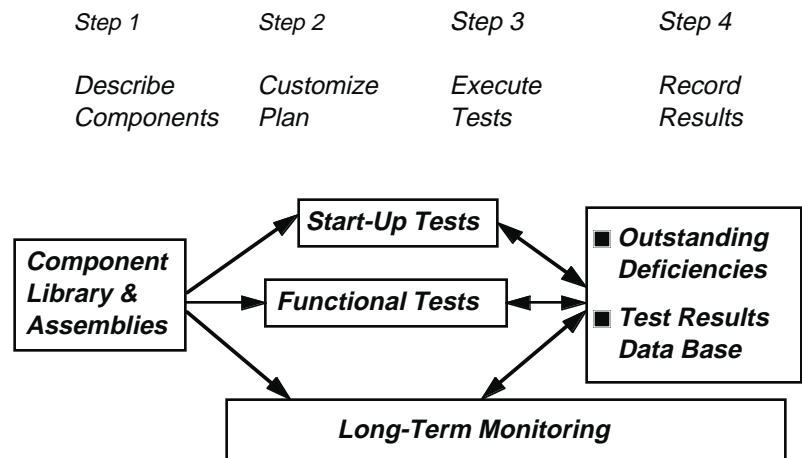 Step 1
Step 2
Step 3
Step 4
Describe
Components
Customize
Plan
Execute
Tests
Record
Results
Component
Library &
Assemblies
Start-Up Tests
Functional Tests
Long-Term Monitoring
Outstanding
Deficiencies
Test Results
Data Base